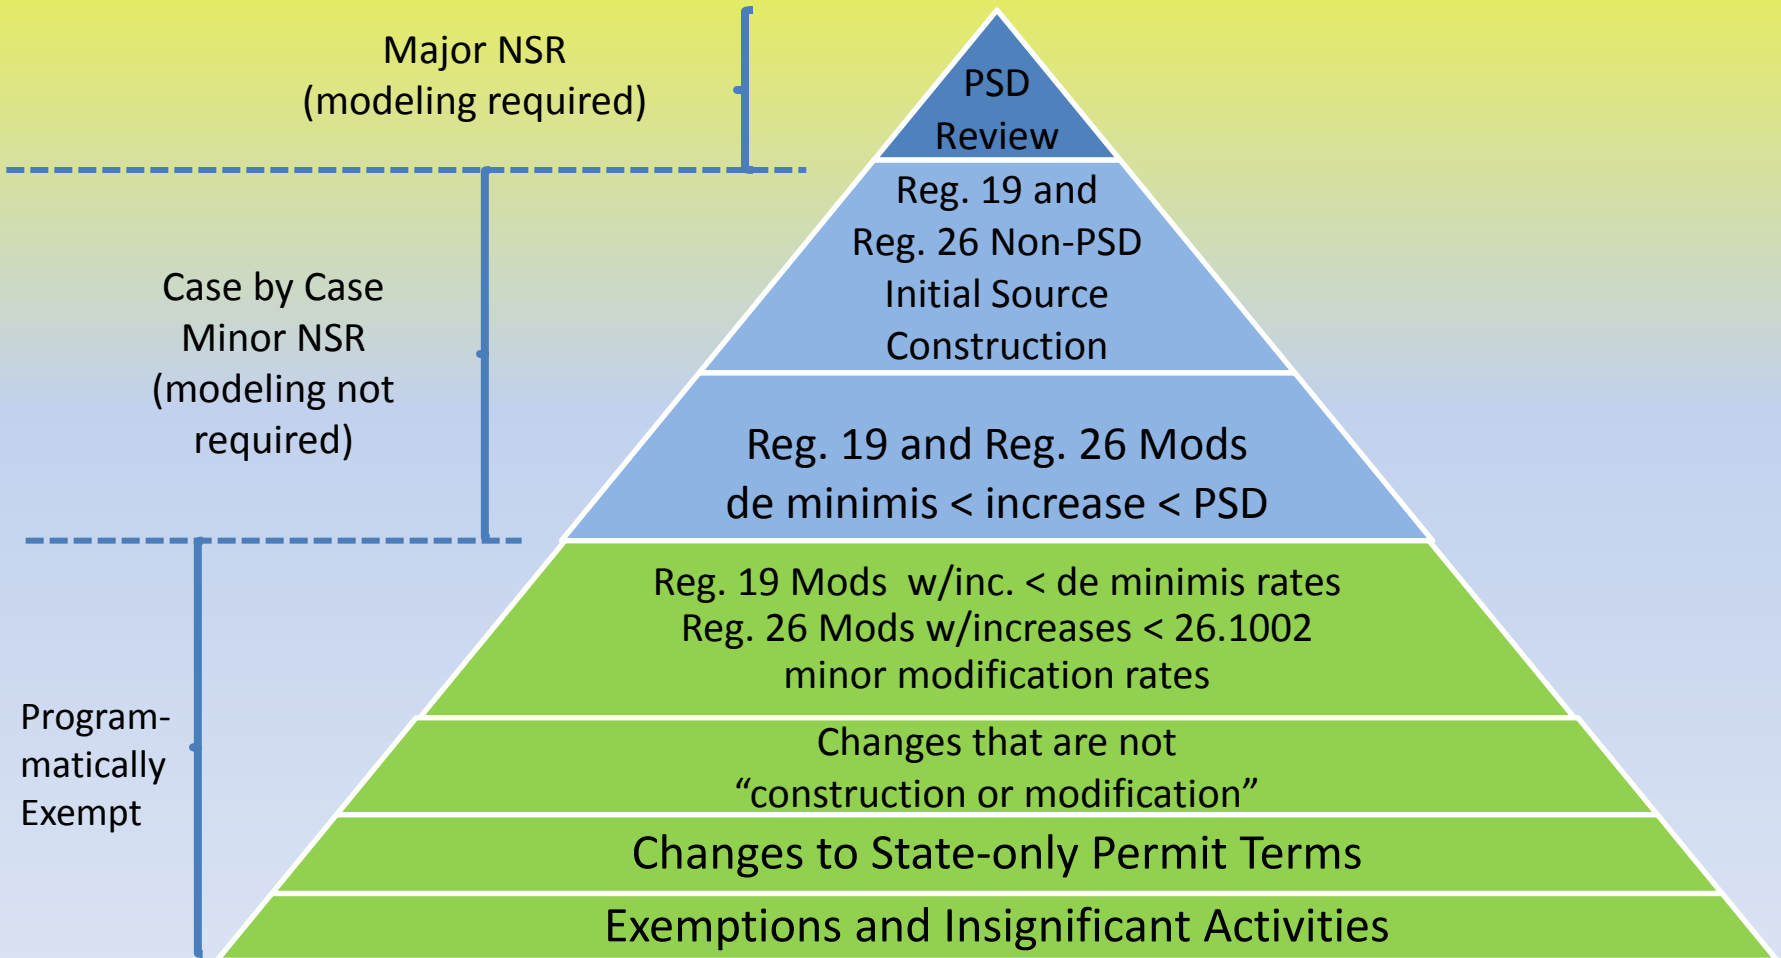 Major NSR
(modeling required)
PSD
Review
Case by Case
Minor NSR
(modeling not
required)
Reg. 19 and
Reg. 26 Non-PSD
Initial Source
Construction
Reg. 19 and Reg. 26 Mods
de minimis < increase < PSD
Program-
matically
Exempt
Reg. 19 Mods  w/inc. < de minimis rates
Reg. 26 Mods w/increases < 26.1002
minor modification rates
Changes that are not
“construction or modification”
Changes to State-only Permit Terms
Exemptions and Insignificant Activities